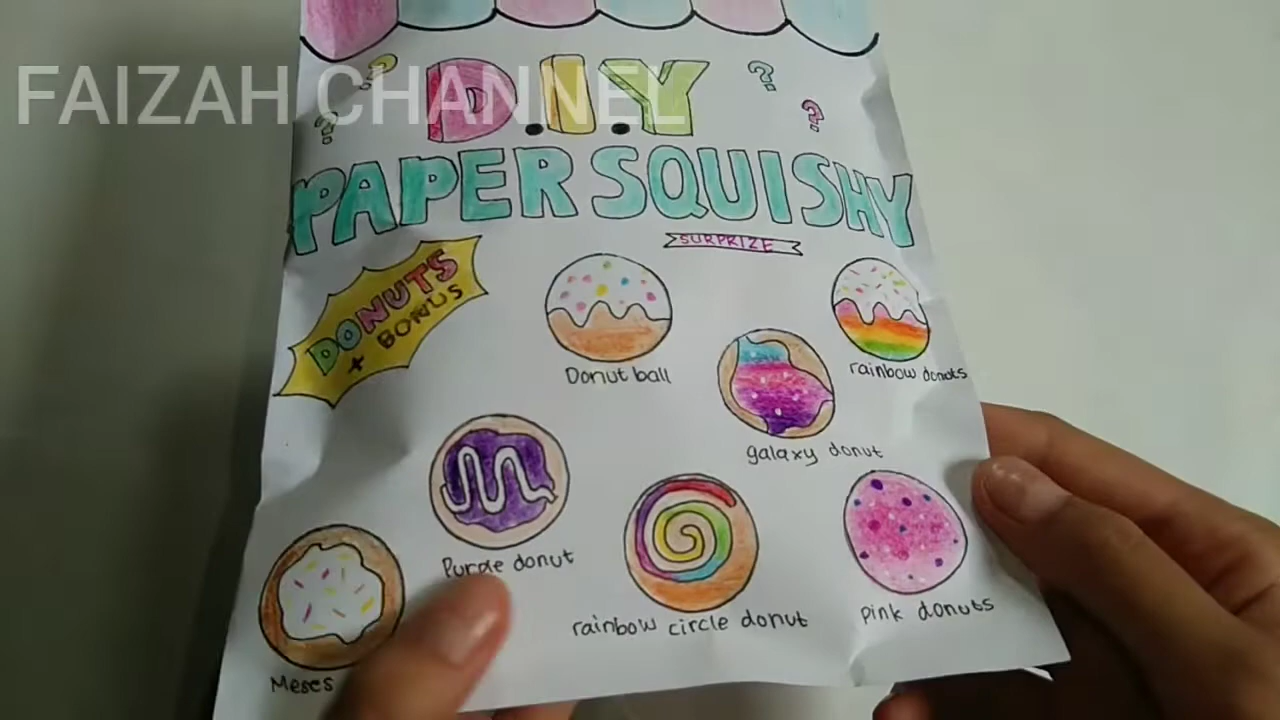 FAIZAH CHANNEL
? ? ? ?
D.I.Y
PAPER SQUISHY
SURPRIZE
DONUTS
+ BONUS
Donut ball
rainbow donots
galaxy donut
Purple donut
rainbow circle donut
pink donuts
Meses